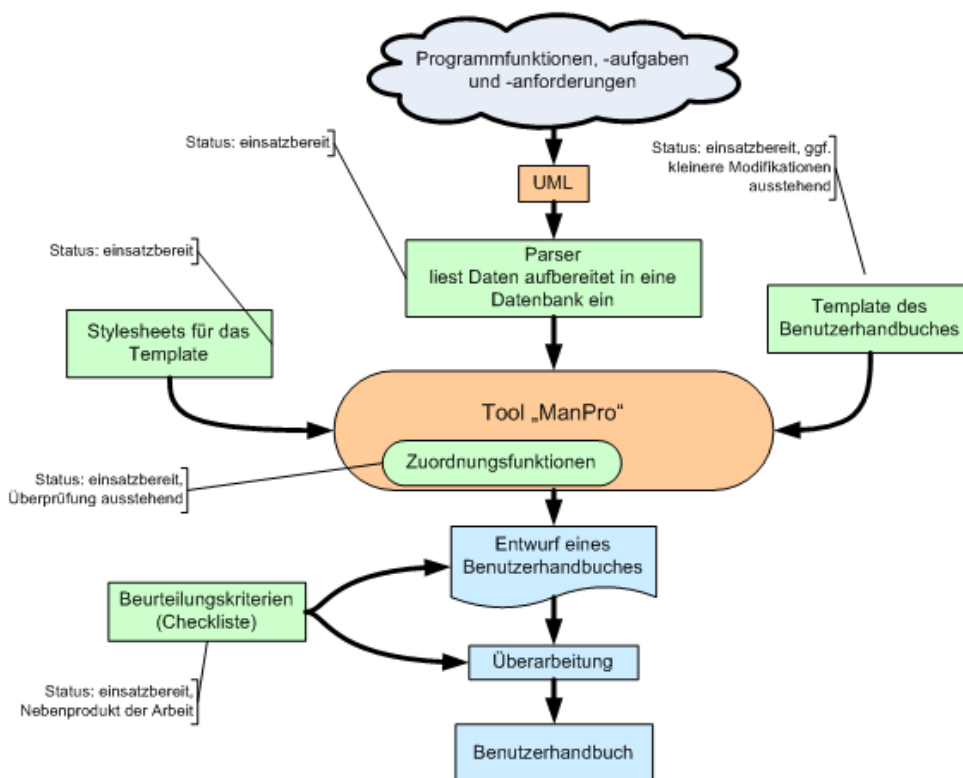 Programmfunktionen, -aufgaben
und -anforderungen
Status: einsatzbereit
Status: einsatzbereit, ggf.
kleinere Modifikationen
ausstehend
UML
Status: einsatzbereit
Parser
liest Daten aufbereitet in eine
Datenbank ein
Stylesheets für das
Template
Template des
Benutzerhandbuches
Tool „ManPro“
Zuordnungsfunktionen
Status: einsatzbereit,
Überprüfung ausstehend
Entwurf eines
Benutzerhandbuches
Beurteilungskriterien
(Checkliste)
Überarbeitung
Status: einsatzbereit,
Nebenprodukt der Arbeit
Benutzerhandbuch